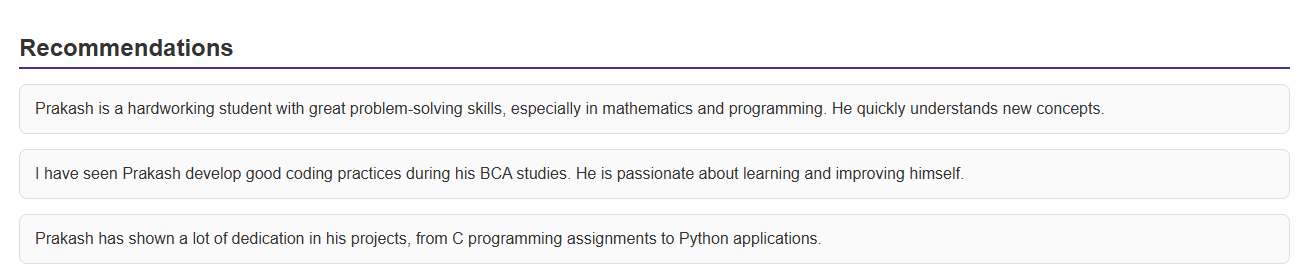 Recommendations
Prakash is a hardworking student with great problem-solving skills, especially in mathematics and programming. He quickly understands new concepts.
I have seen Prakash develop good coding practices during his BCA studies. He is passionate about learning and improving himself.
Prakash has shown a lot of dedication in his projects, from C programming assignments to Python applications.